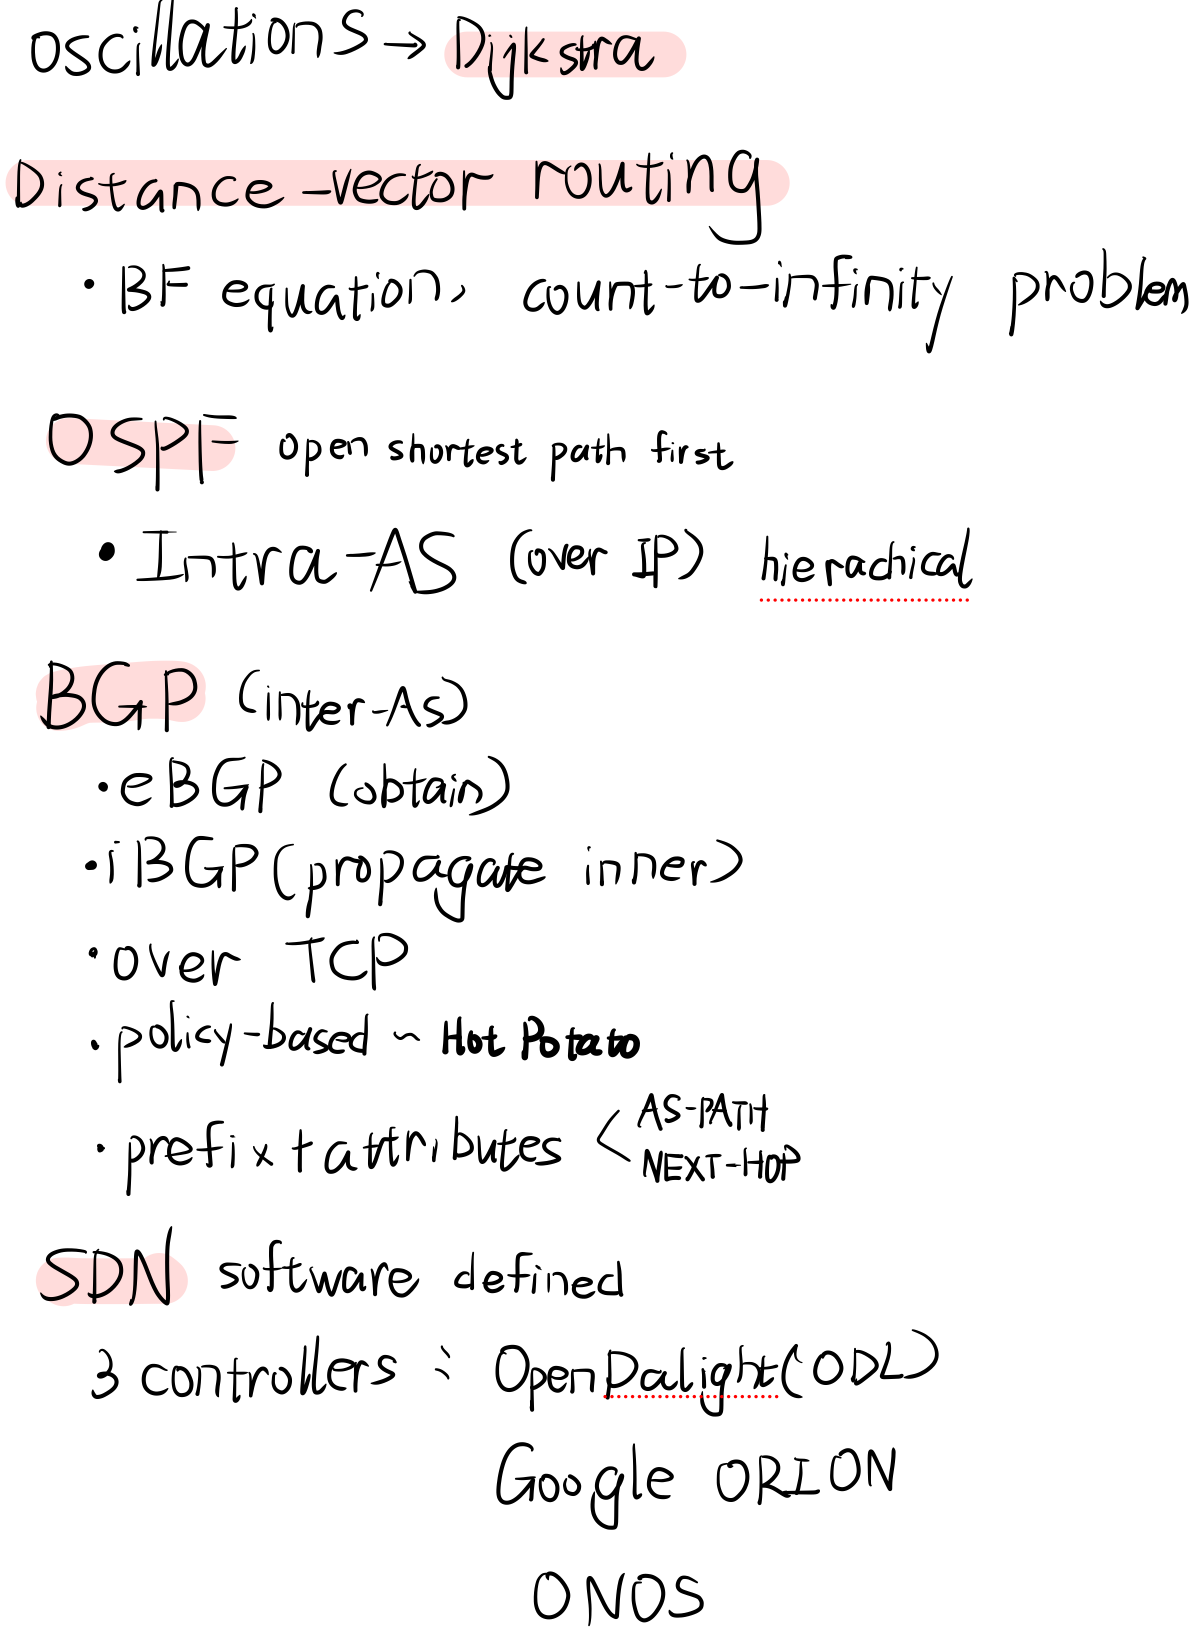 oscillations → Dijkstra
Distance-vector routing
· BF equation, count-to-infinity problem
OSPF open shortest path first
• Intra-AS (over IP) hierachical
BGP (inter-As)
· eBGP (obtain)
· iBGP (propagate inner)
· over TCP
· policy-based ~ Hot Potato
· prefix + attributes < AS-PATH
NEXT-HOP
SDN software defined
3 controllers : OpenDalight (ODL)
Google ORION
ONOS